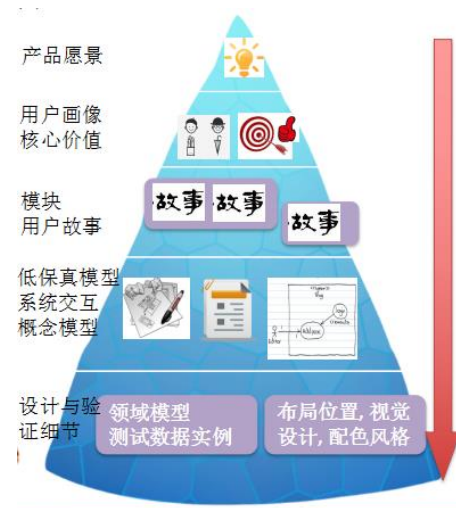 产品愿景
用户画像
核心价值
模块
用户故事
故事 故事
故事
低保真模型
系统交互
概念模型
设计与验
证细节
领域模型
测试数据实例
布局位置, 视觉
设计, 配色风格